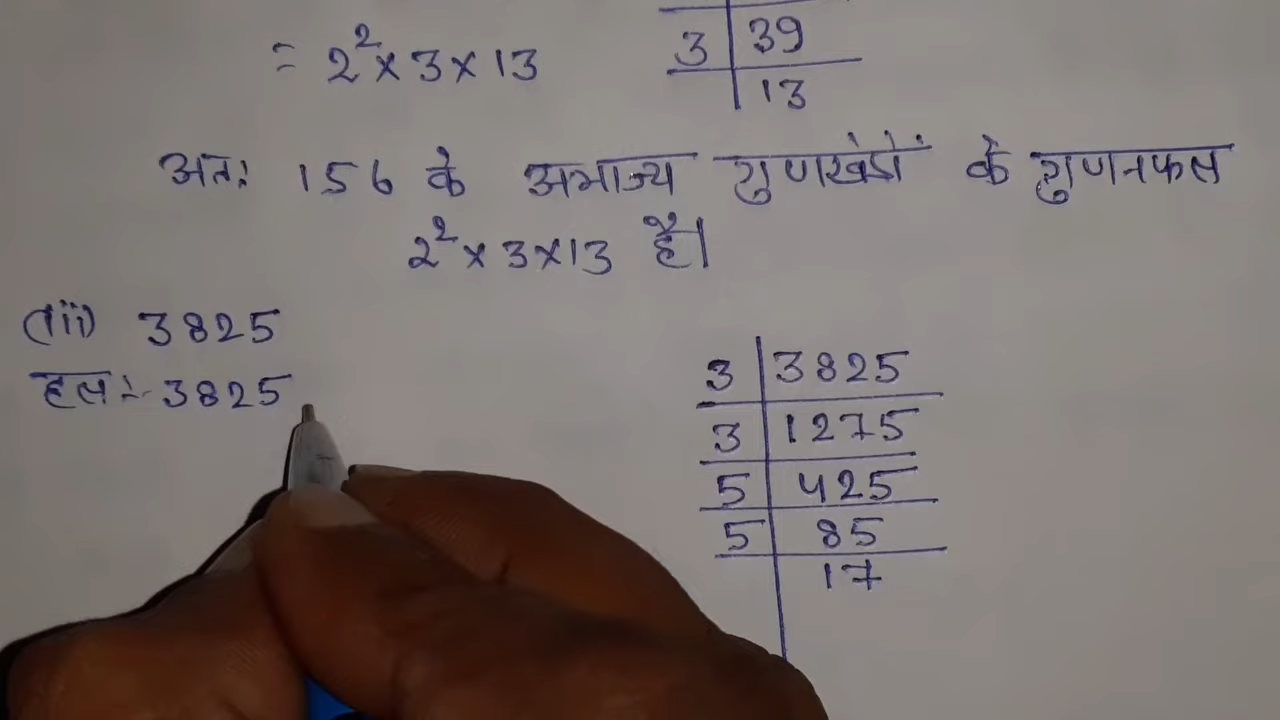 = 2² × 3 × 13
3 | 39
13
अतः 156 के अभाज्य गुणखंडों के गुणनफल
2² × 3 × 13 है।
(iii) 3825
हल :- 3825
3 | 3825
3 | 1275
5 | 425
5 | 85
17